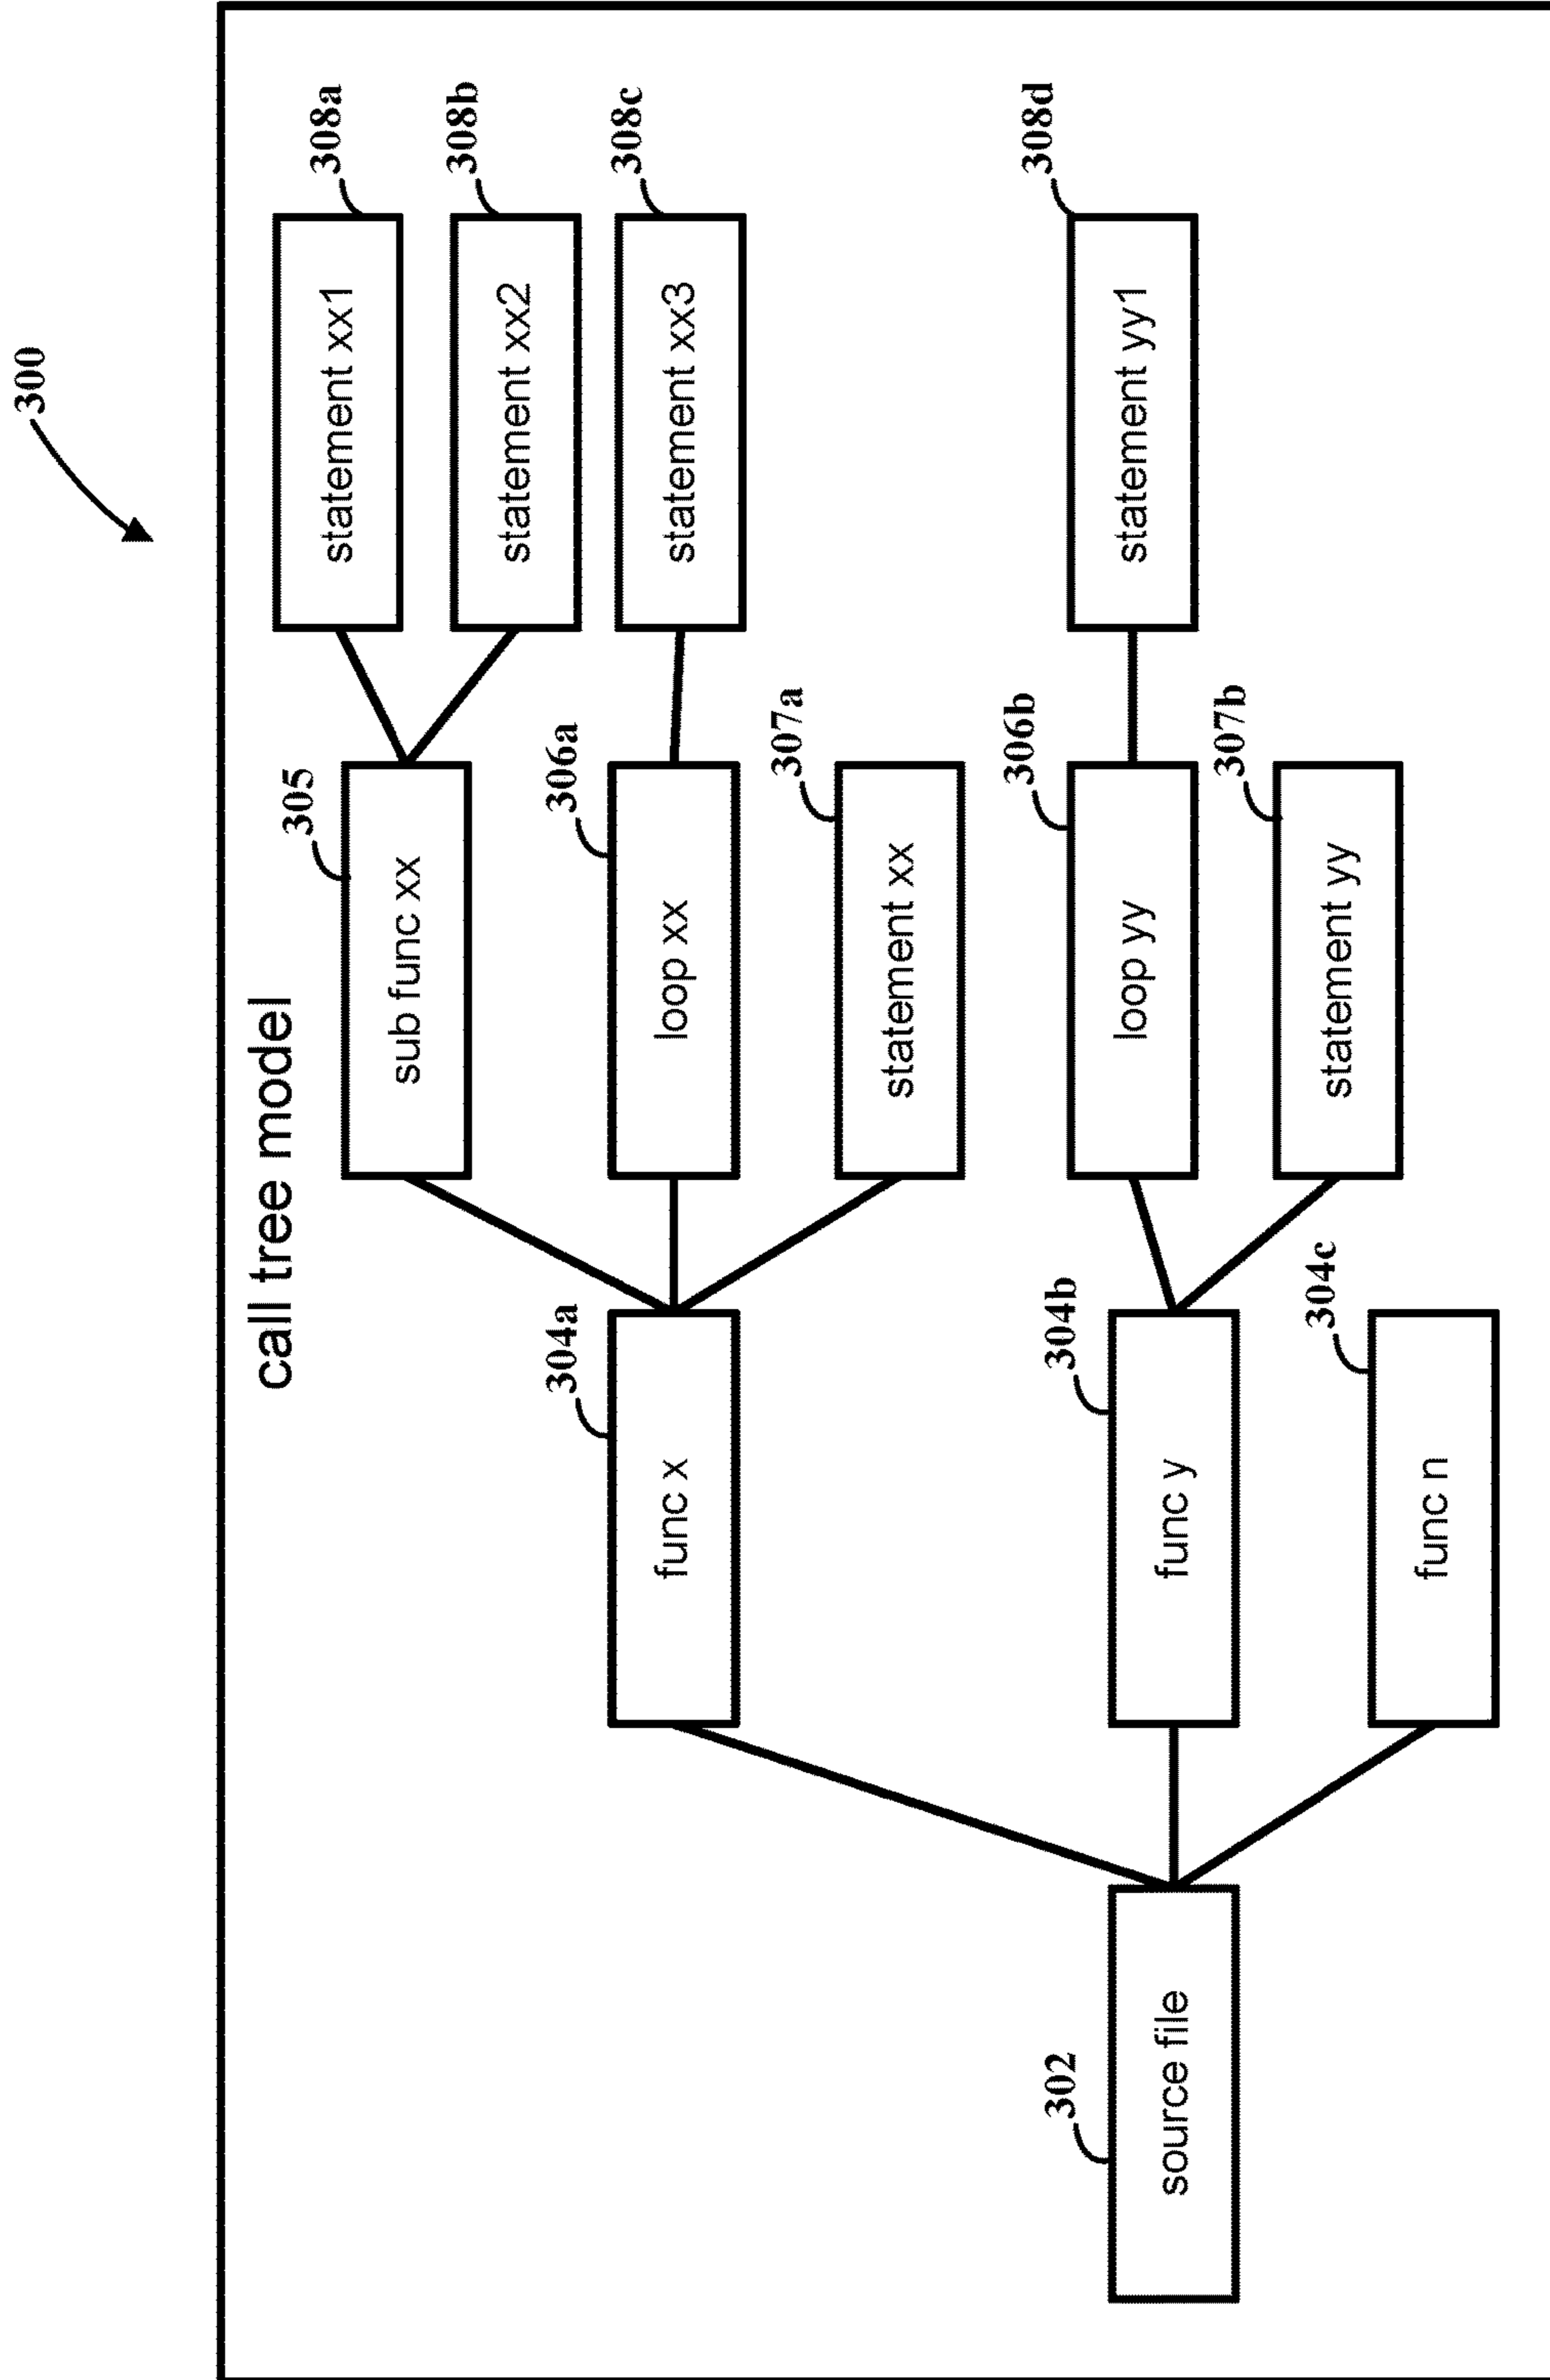 300
call tree model
305
sub func xx
308a
statement xx1
308b
statement xx2
304a
func x
306a
loop xx
308c
statement xx3
307a
statement xx
302
source file
304b
func y
306b
loop yy
308d
statement yy1
307b
statement yy
304c
func n